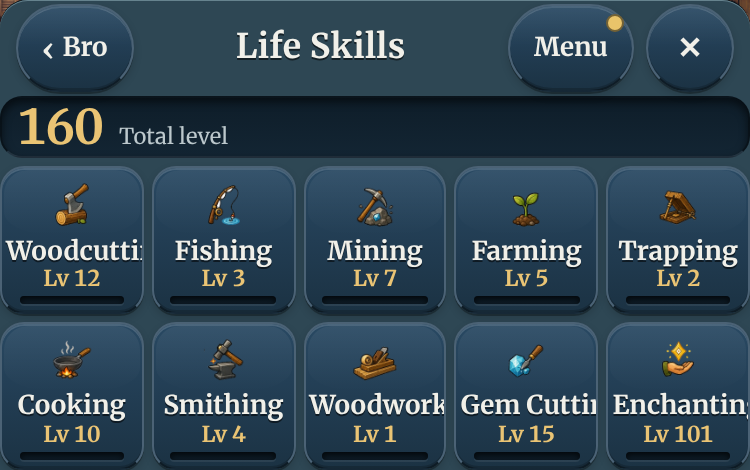 ‹ Bro
Life Skills
Menu
×
160 Total level
Woodcutti
Lv 12
Fishing
Lv 3
Mining
Lv 7
Farming
Lv 5
Trapping
Lv 2
Cooking
Lv 10
Smithing
Lv 4
Woodwork
Lv 1
Gem Cuttin
Lv 15
Enchanting
Lv 101